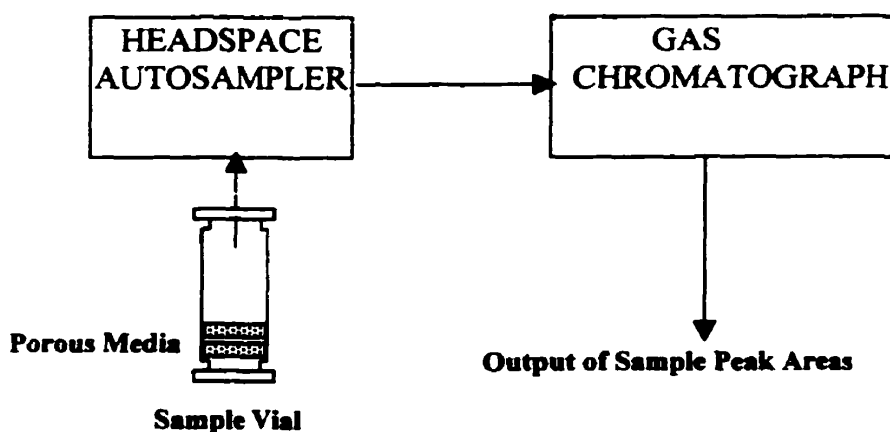 HEADSPACE
AUTOSAMPLER
GAS
CHROMATOGRAPH
Porous Media
Sample Vial
Output of Sample Peak Areas